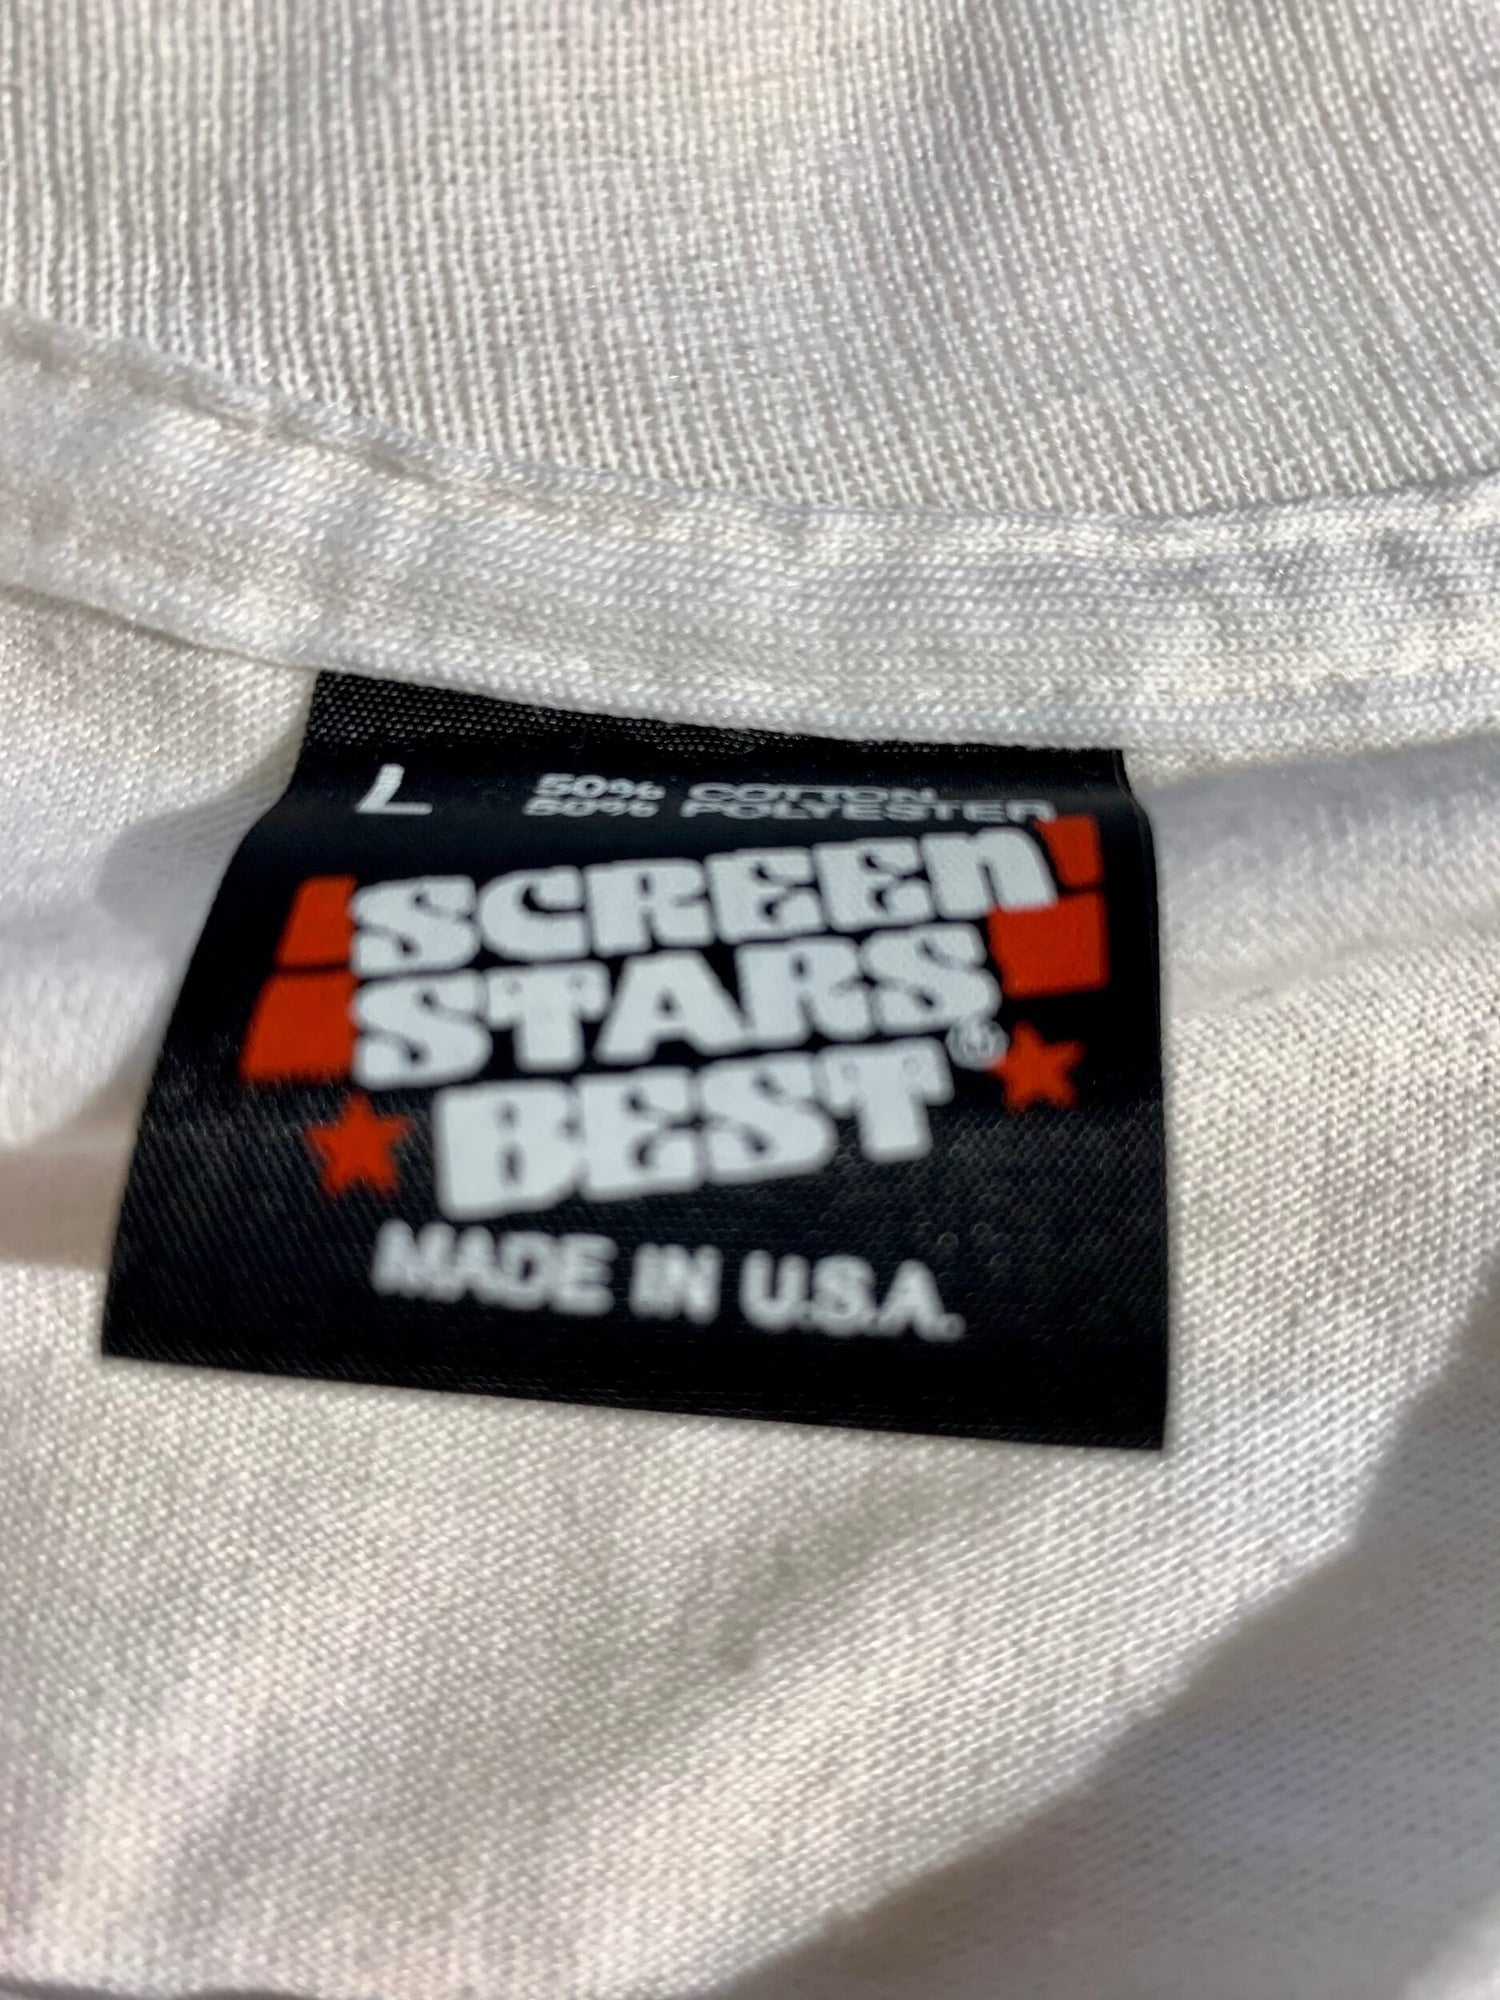 L 50% COTTON
50% POLYESTER
SCREEn
STARS®
BEST
MADE IN U.S.A.